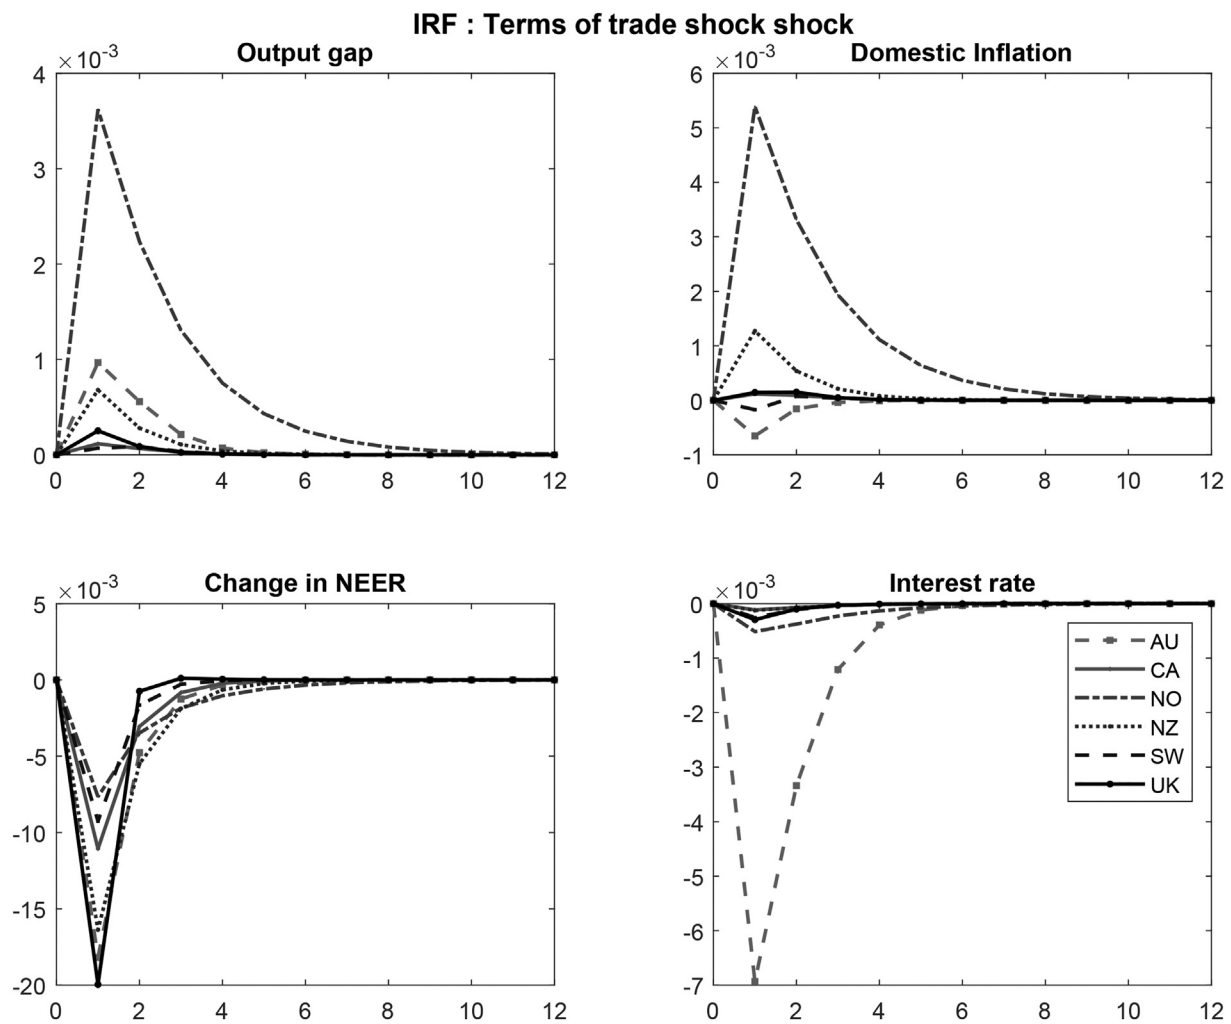 IRF : Terms of trade shock shock
Output gap
×10-3
4
3
2
1
0
0 2 4 6 8 10 12
Domestic Inflation
×10-3
6
5
4
3
2
1
0
-1
0 2 4 6 8 10 12
Change in NEER
×10-3
5
0
-5
-10
-15
-20
0 2 4 6 8 10 12
Interest rate
×10-3
0
-1
-2
-3
-4
-5
-6
-7
0 2 4 6 8 10 12
AU
CA
NO
NZ
SW
UK